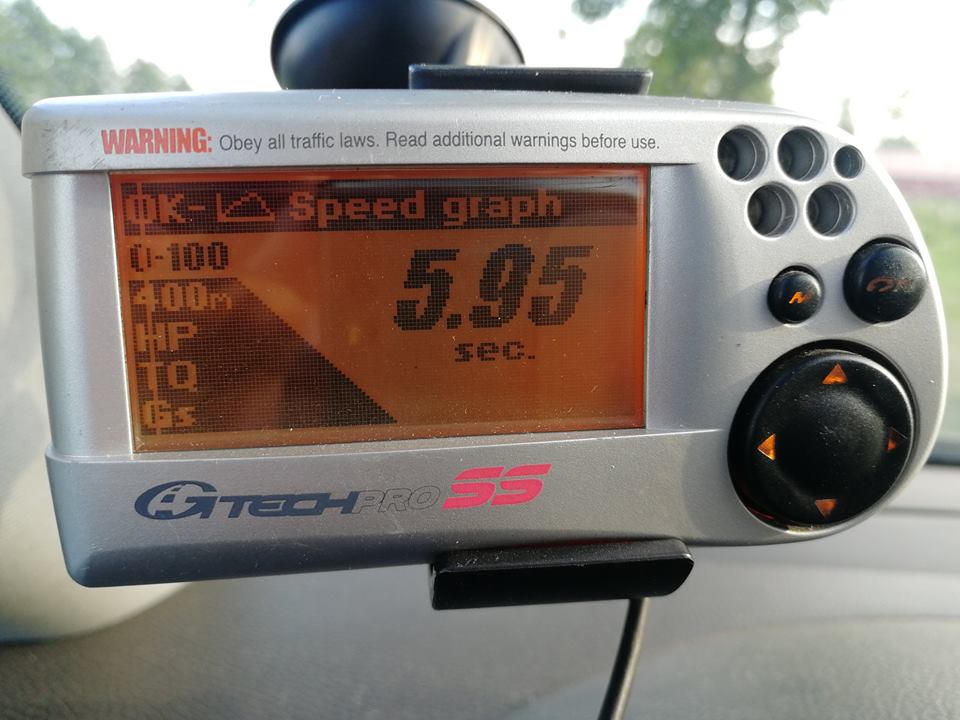 WARNING: Obey all traffic laws. Read additional warnings before use.
OK- Speed graph
0-100
5.95
sec.
400m
HP
TQ
Gs
GTECHPRO SS
OK